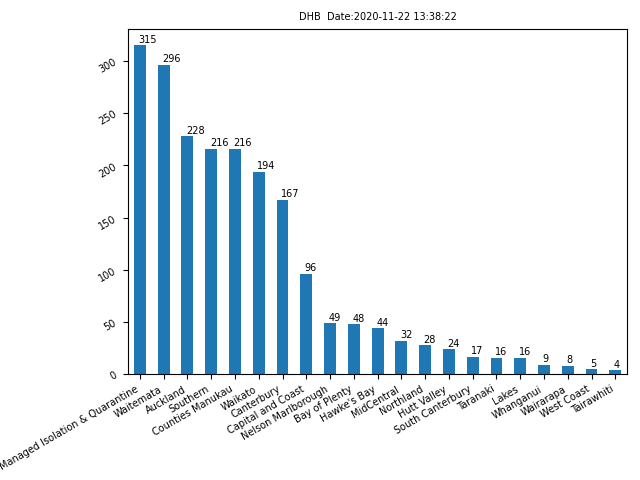 DHB  Date:2020-11-22 13:38:22
315
296
228
216
216
194
167
96
49
48
44
32
28
24
17
16
16
9
8
5
4
300
250
200
150
100
50
0
Managed Isolation & Quarantine
Waitemata
Auckland
Southern
Counties Manukau
Waikato
Canterbury
Capital and Coast
Nelson Marlborough
Bay of Plenty
Hawke's Bay
MidCentral
Northland
Hutt Valley
South Canterbury
Taranaki
Lakes
Whanganui
Wairarapa
West Coast
Tairawhiti